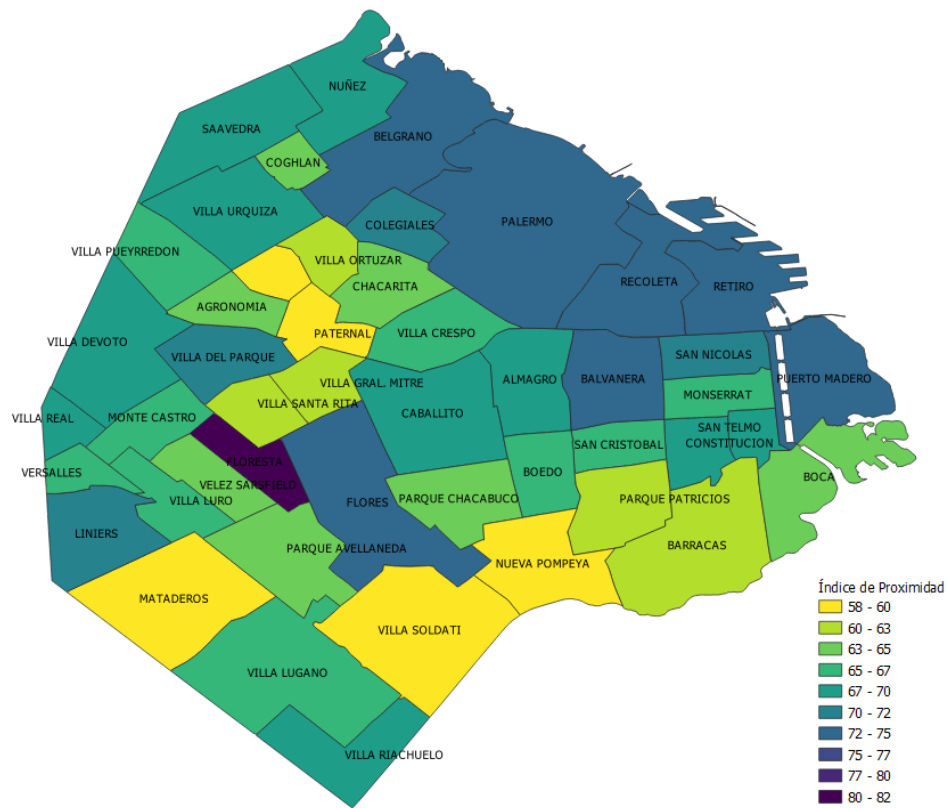 NUÑEZ
SAAVEDRA
BELGRANO
COGHLAN
VILLA URQUIZA
COLEGIALES
PALERMO
VILLA PUEYRREDON
VILLA ORTUZAR
RECOLETA
RETIRO
CHACARITA
AGRONOMIA
PATERNAL
VILLA CRESPO
VILLA DEVOTO
VILLA DEL PARQUE
SAN NICOLAS
VILLA GRAL. MITRE
ALMAGRO
BALVANERA
PUERTO MADERO
MONSERRAT
VILLA SANTA RITA
CABALLITO
VILLA REAL
MONTE CASTRO
SAN TELMO
CONSTITUCION
SAN CRISTOBAL
FLORESTA
VERSALLES
BOEDO
BOCA
VELEZ SARSFIELD
VILLA LURO
FLORES
PARQUE CHACABUCO
PARQUE PATRICIOS
LINIERS
PARQUE AVELLANEDA
BARRACAS
NUEVA POMPEYA
MATADEROS
VILLA SOLDATI
VILLA LUGANO
VILLA RIACHUELO
Índice de Proximidad
58 - 60
60 - 63
63 - 65
65 - 67
67 - 70
70 - 72
72 - 75
75 - 77
77 - 80
80 - 82